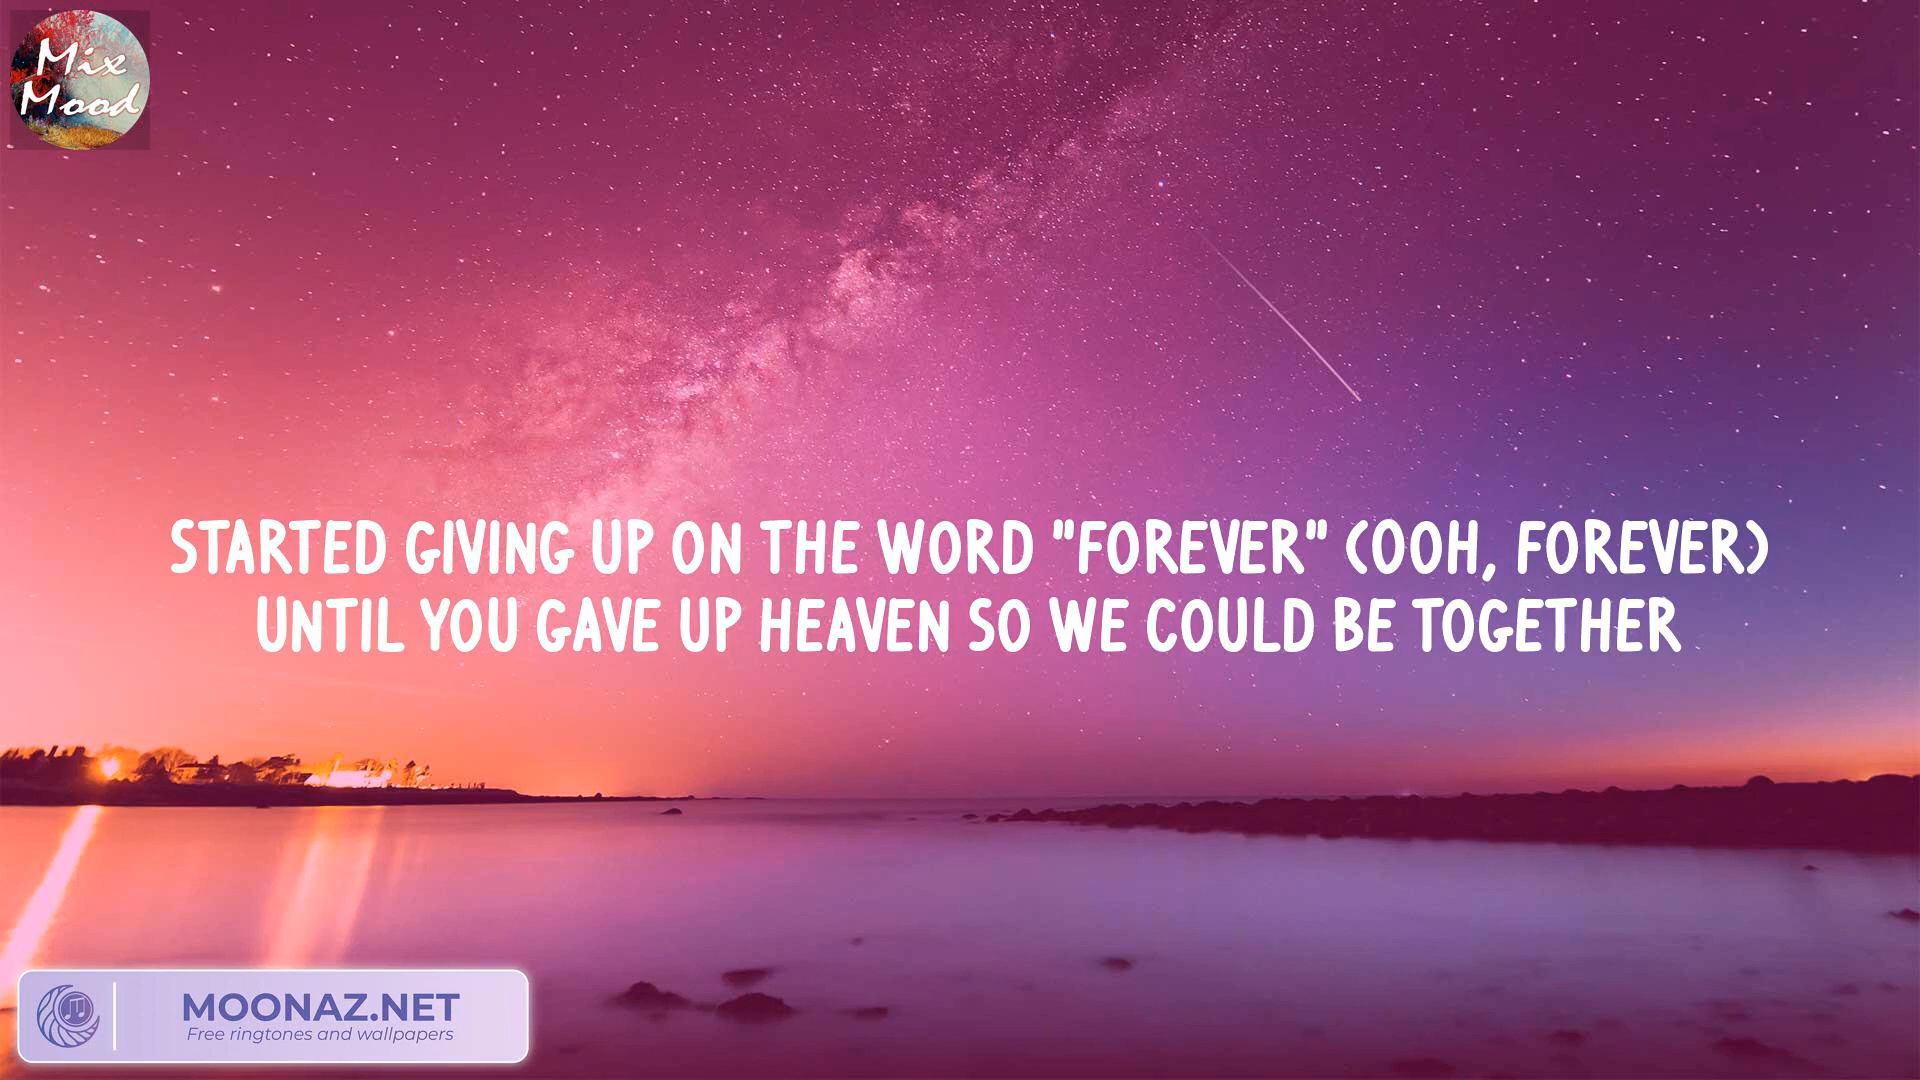 Mix
Mood
STARTED GIVING UP ON THE WORD "FOREVER" (OOH, FOREVER)
UNTIL YOU GAVE UP HEAVEN SO WE COULD BE TOGETHER
MOONAZ.NET
Free ringtones and wallpapers